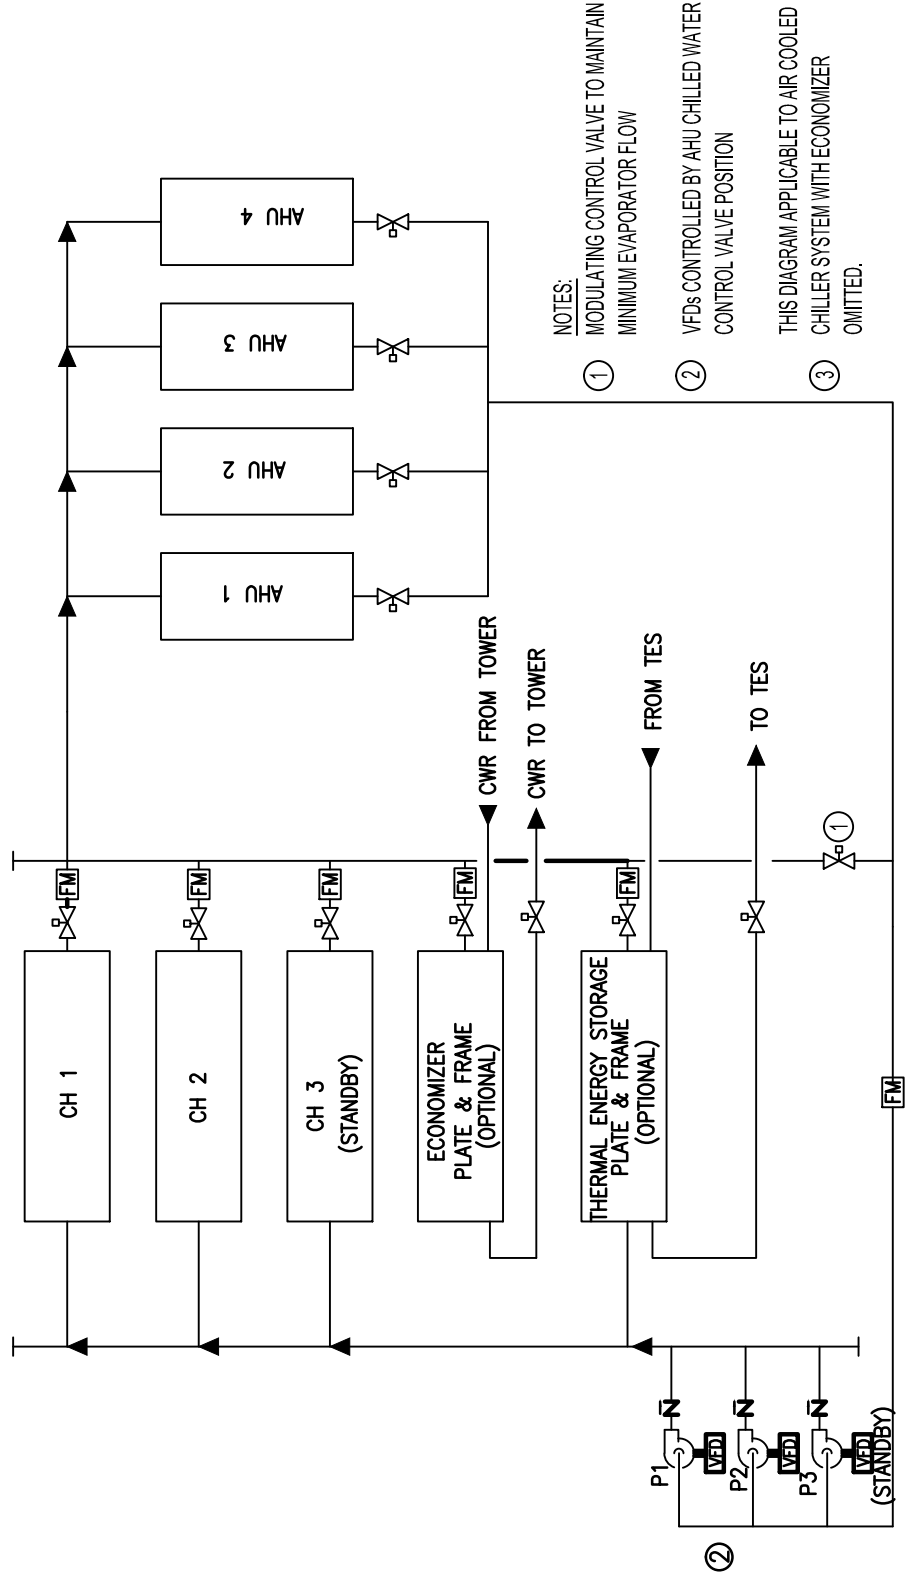 CH 1
CH 2
CH 3
(STANDBY)
ECONOMIZER
PLATE & FRAME
(OPTIONAL)
THERMAL ENERGY STORAGE
PLATE & FRAME
(OPTIONAL)
FM
FM
FM
FM
FM
FM
CWR FROM TOWER
CWR TO TOWER
FROM TES
TO TES
AHU 1
AHU 2
AHU 3
AHU 4
P1
VFD
P2
VFD
P3
VFD
(STANDBY)
N
N
N
2
1
NOTES:
1 MODULATING CONTROL VALVE TO MAINTAIN
MINIMUM EVAPORATOR FLOW
2 VFDs CONTROLLED BY AHU CHILLED WATER
CONTROL VALVE POSITION
3 THIS DIAGRAM APPLICABLE TO AIR COOLED
CHILLER SYSTEM WITH ECONOMIZER
OMITTED.